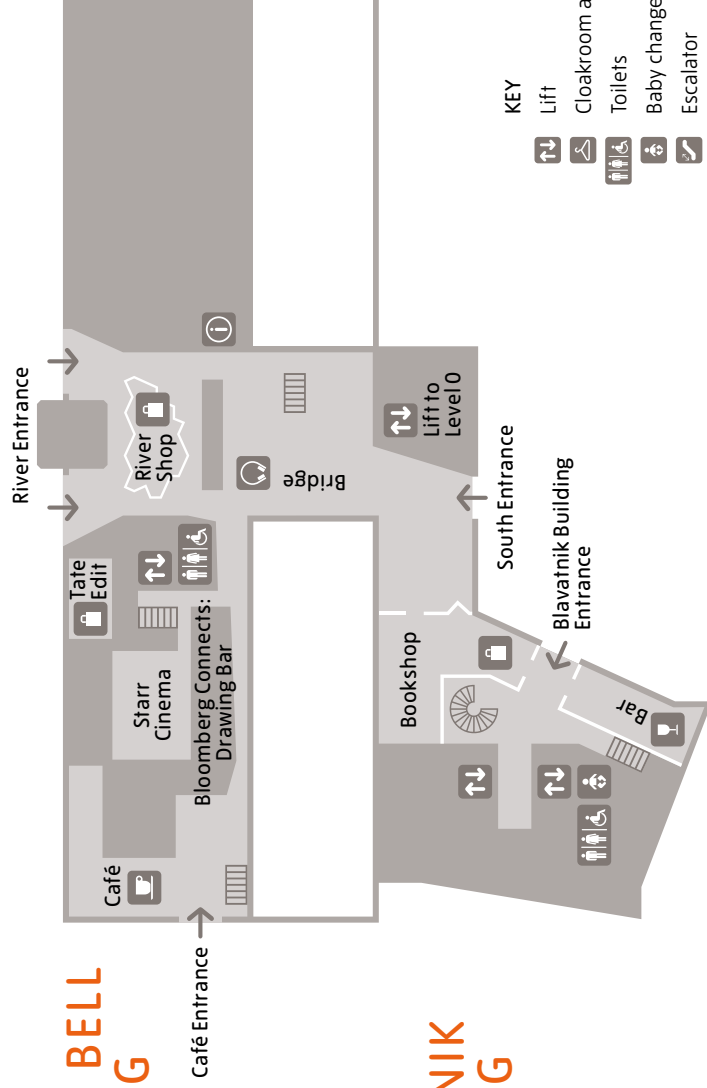 BELL
G
NIK
G
River Entrance
Tate
Edit
River
Shop
Starr
Cinema
Bloomberg Connects:
Drawing Bar
Café
Café Entrance
Bridge
Lift to
Level 0
South Entrance
Bookshop
Blavatnik Building
Entrance
Bar
KEY
Lift
Cloakroom a
Toilets
Baby change
Escalator